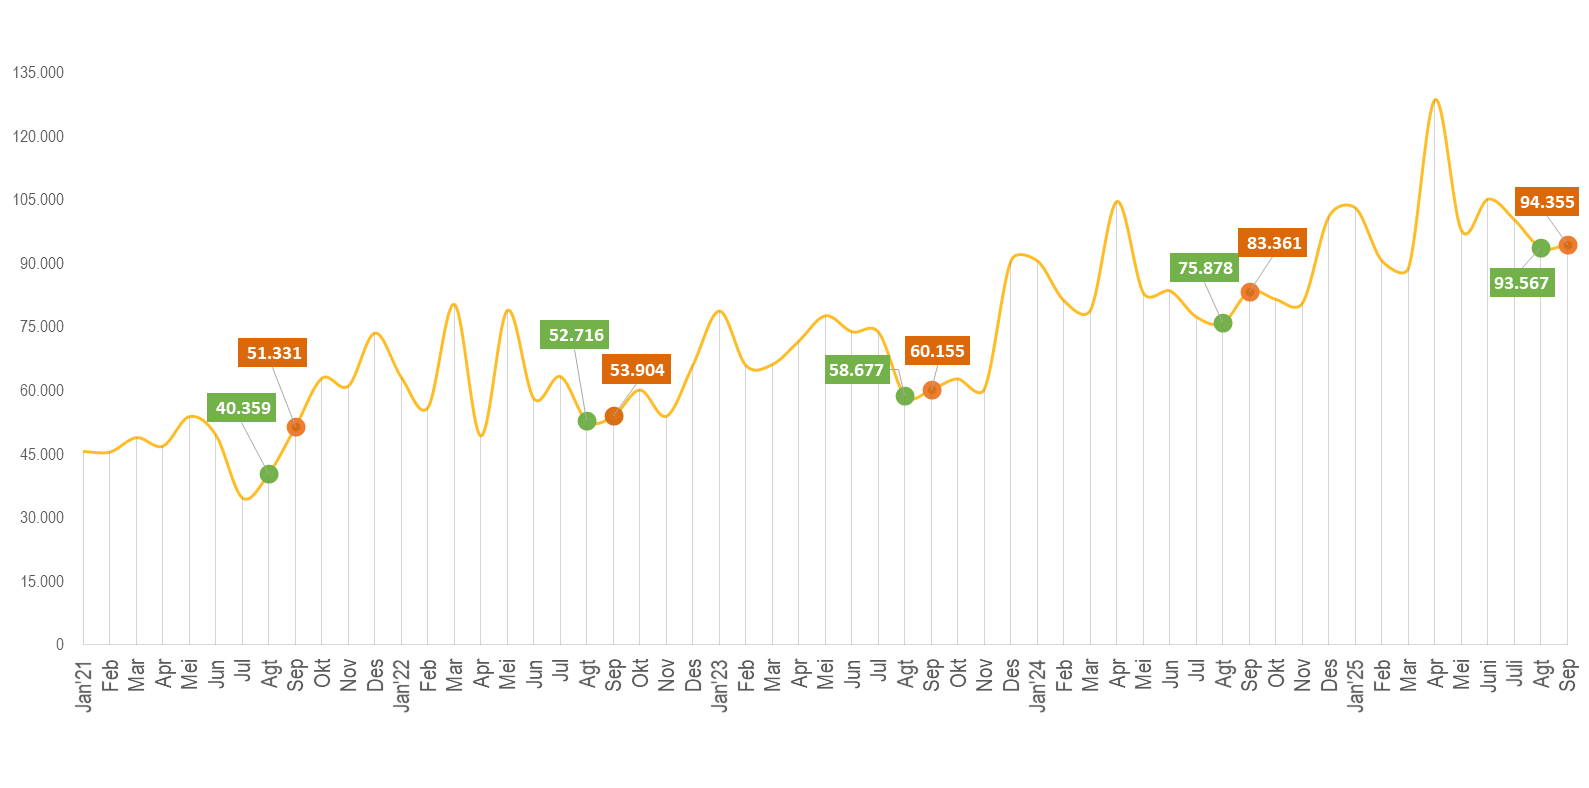 135.000
120.000
105.000
90.000
75.000
60.000
45.000
30.000
15.000
0
40.359
51.331
52.716
53.904
58.677
60.155
75.878
83.361
93.567
94.355
Jan'21
Feb
Mar
Apr
Mei
Jun
Jul
Agt
Sep
Okt
Nov
Des
Jan'22
Feb
Mar
Apr
Mei
Jun
Jul
Agt
Sep
Okt
Nov
Des
Jan'23
Feb
Mar
Apr
Mei
Jun
Jul
Agt
Sep
Okt
Nov
Des
Jan'24
Feb
Mar
Apr
Mei
Jun
Jul
Agt
Sep
Okt
Nov
Des
Jan'25
Feb
Mar
Apr
Mei
Juni
Juli
Agt
Sep